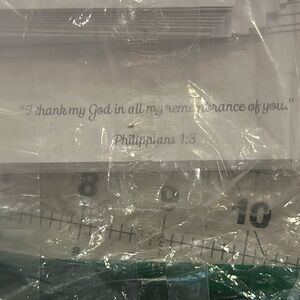 "I thank my God in all my remembrance of you."
Philippians 1:3
8 9 10